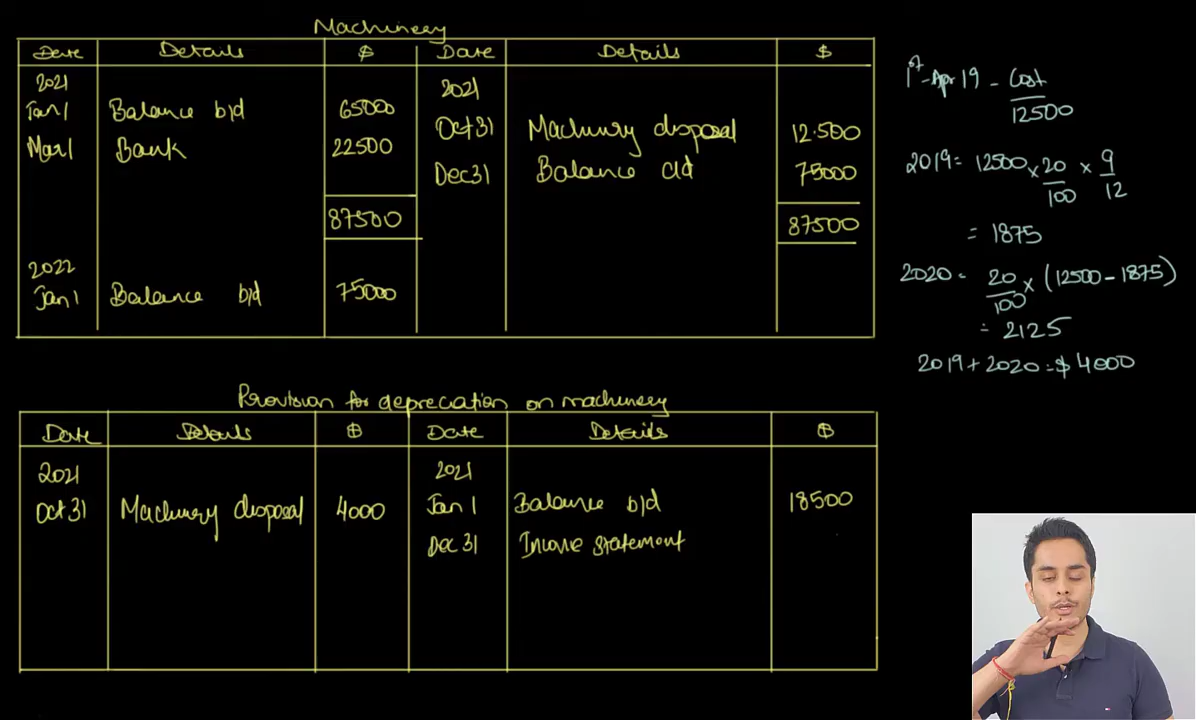 Machinery
Date Details $ Date Details $
2021 2021
Jan 1 Balance b/d 65000
Oct 31 Machinery disposal 12.500
Mar 1 Bank 22500
Dec 31 Balance c/d 75000
87500 87500
2022
Jan 1 Balance b/d 75000
1st Apr 19 - Cost
12500
2019 = 12500 × 20/100 × 9/12
= 1875
2020 = 20/100 × (12500 - 1875)
= 2125
2019 + 2020 = $4000
Provision for depreciation on machinery
Date Details $ Date Details $
2021 2021
Oct 31 Machinery disposal 4000 Jan 1 Balance b/d 18500
Dec 31 Income statement